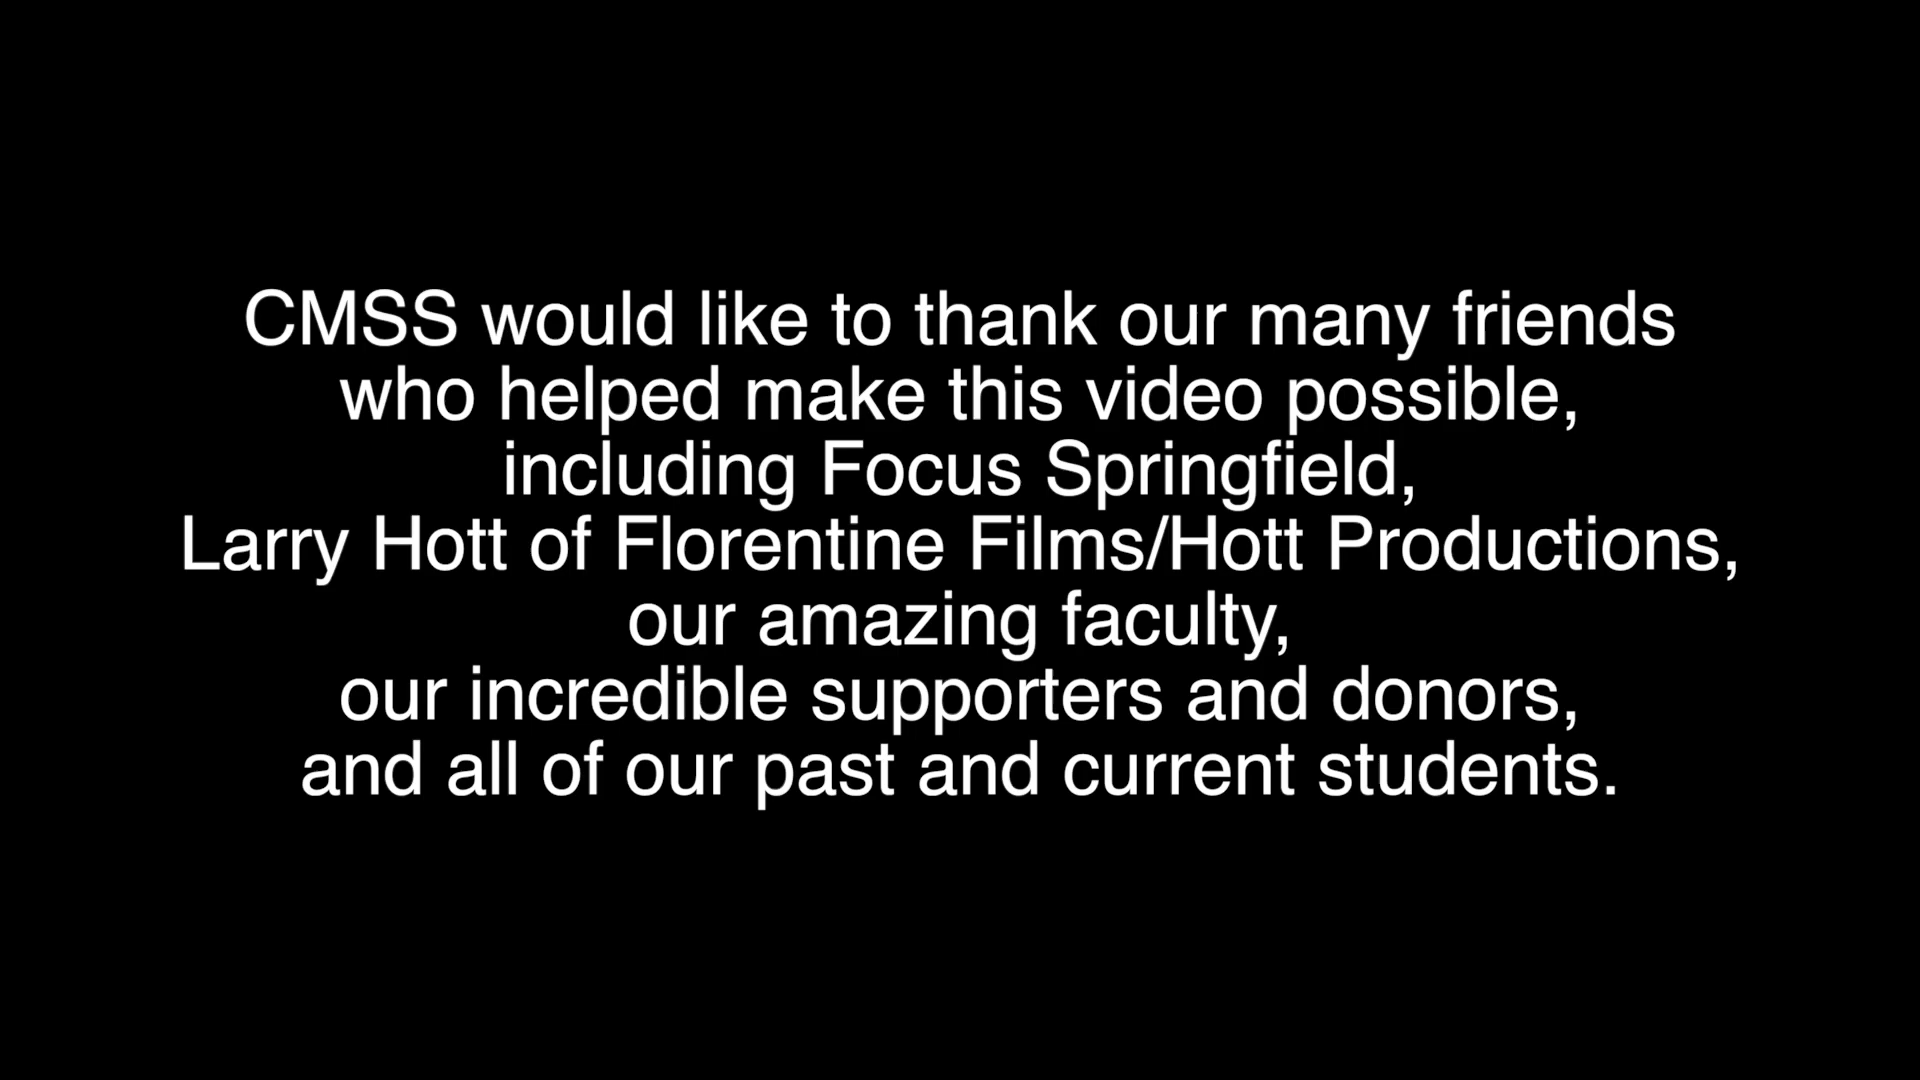 CMSS would like to thank our many friends
who helped make this video possible,
including Focus Springfield,
Larry Hott of Florentine Films/Hott Productions,
our amazing faculty,
our incredible supporters and donors,
and all of our past and current students.